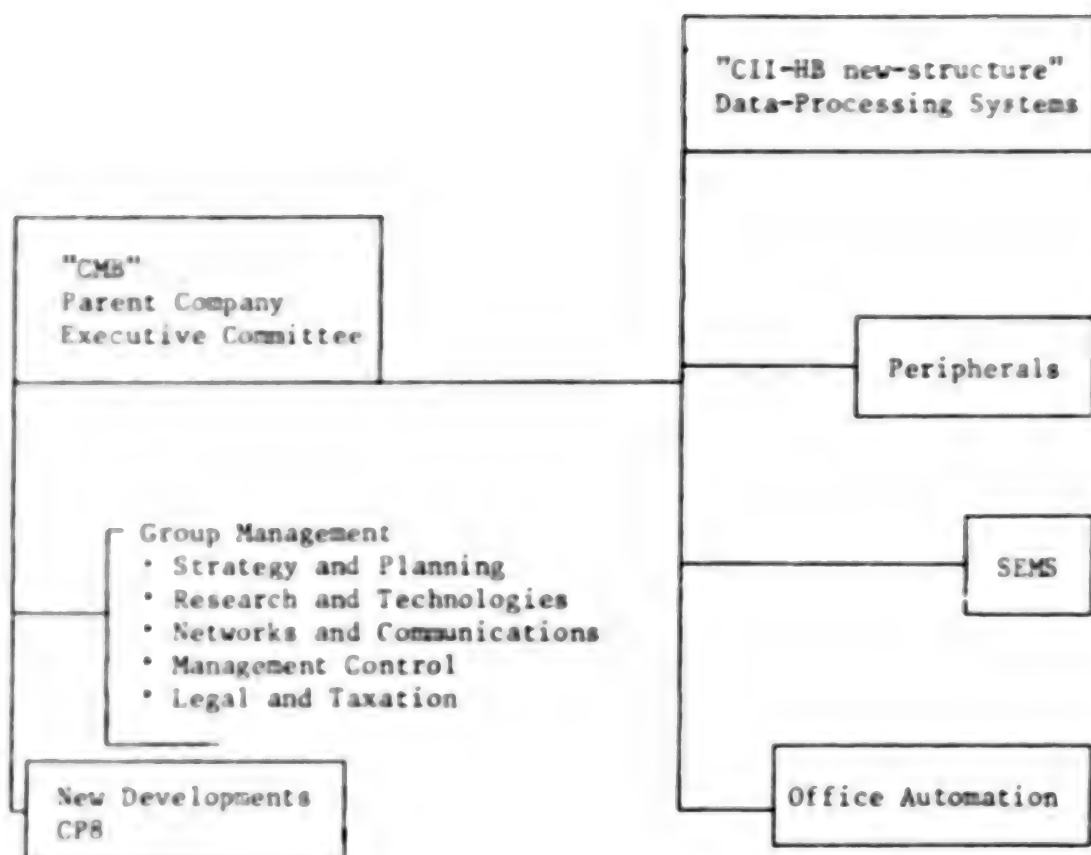 "CII-HB new-structure"
Data-Processing Systems
"CMB"
Parent Company
Executive Committee
Peripherals
Group Management
• Strategy and Planning
• Research and Technologies
• Networks and Communications
• Management Control
• Legal and Taxation
SEMS
New Developments
CP8
Office Automation